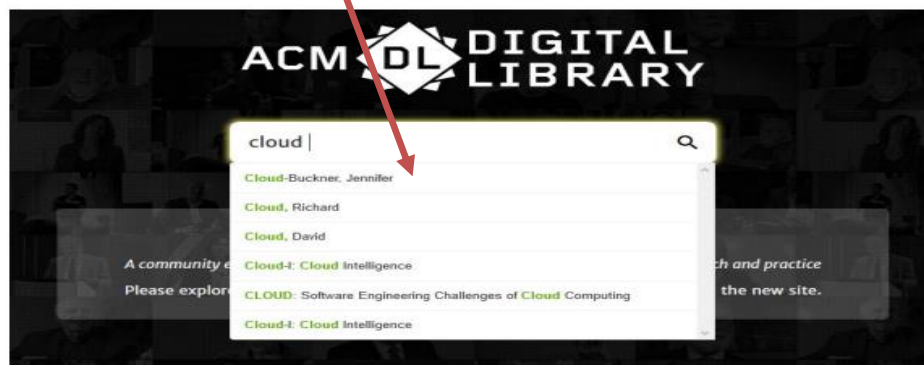 ACM DL DIGITAL LIBRARY
cloud
Cloud-Buckner, Jennifer
Cloud, Richard
Cloud, David
Cloud-I: Cloud Intelligence
CLOUD: Software Engineering Challenges of Cloud Computing
Cloud-I: Cloud Intelligence
A community e ch and practice
Please explor the new site.